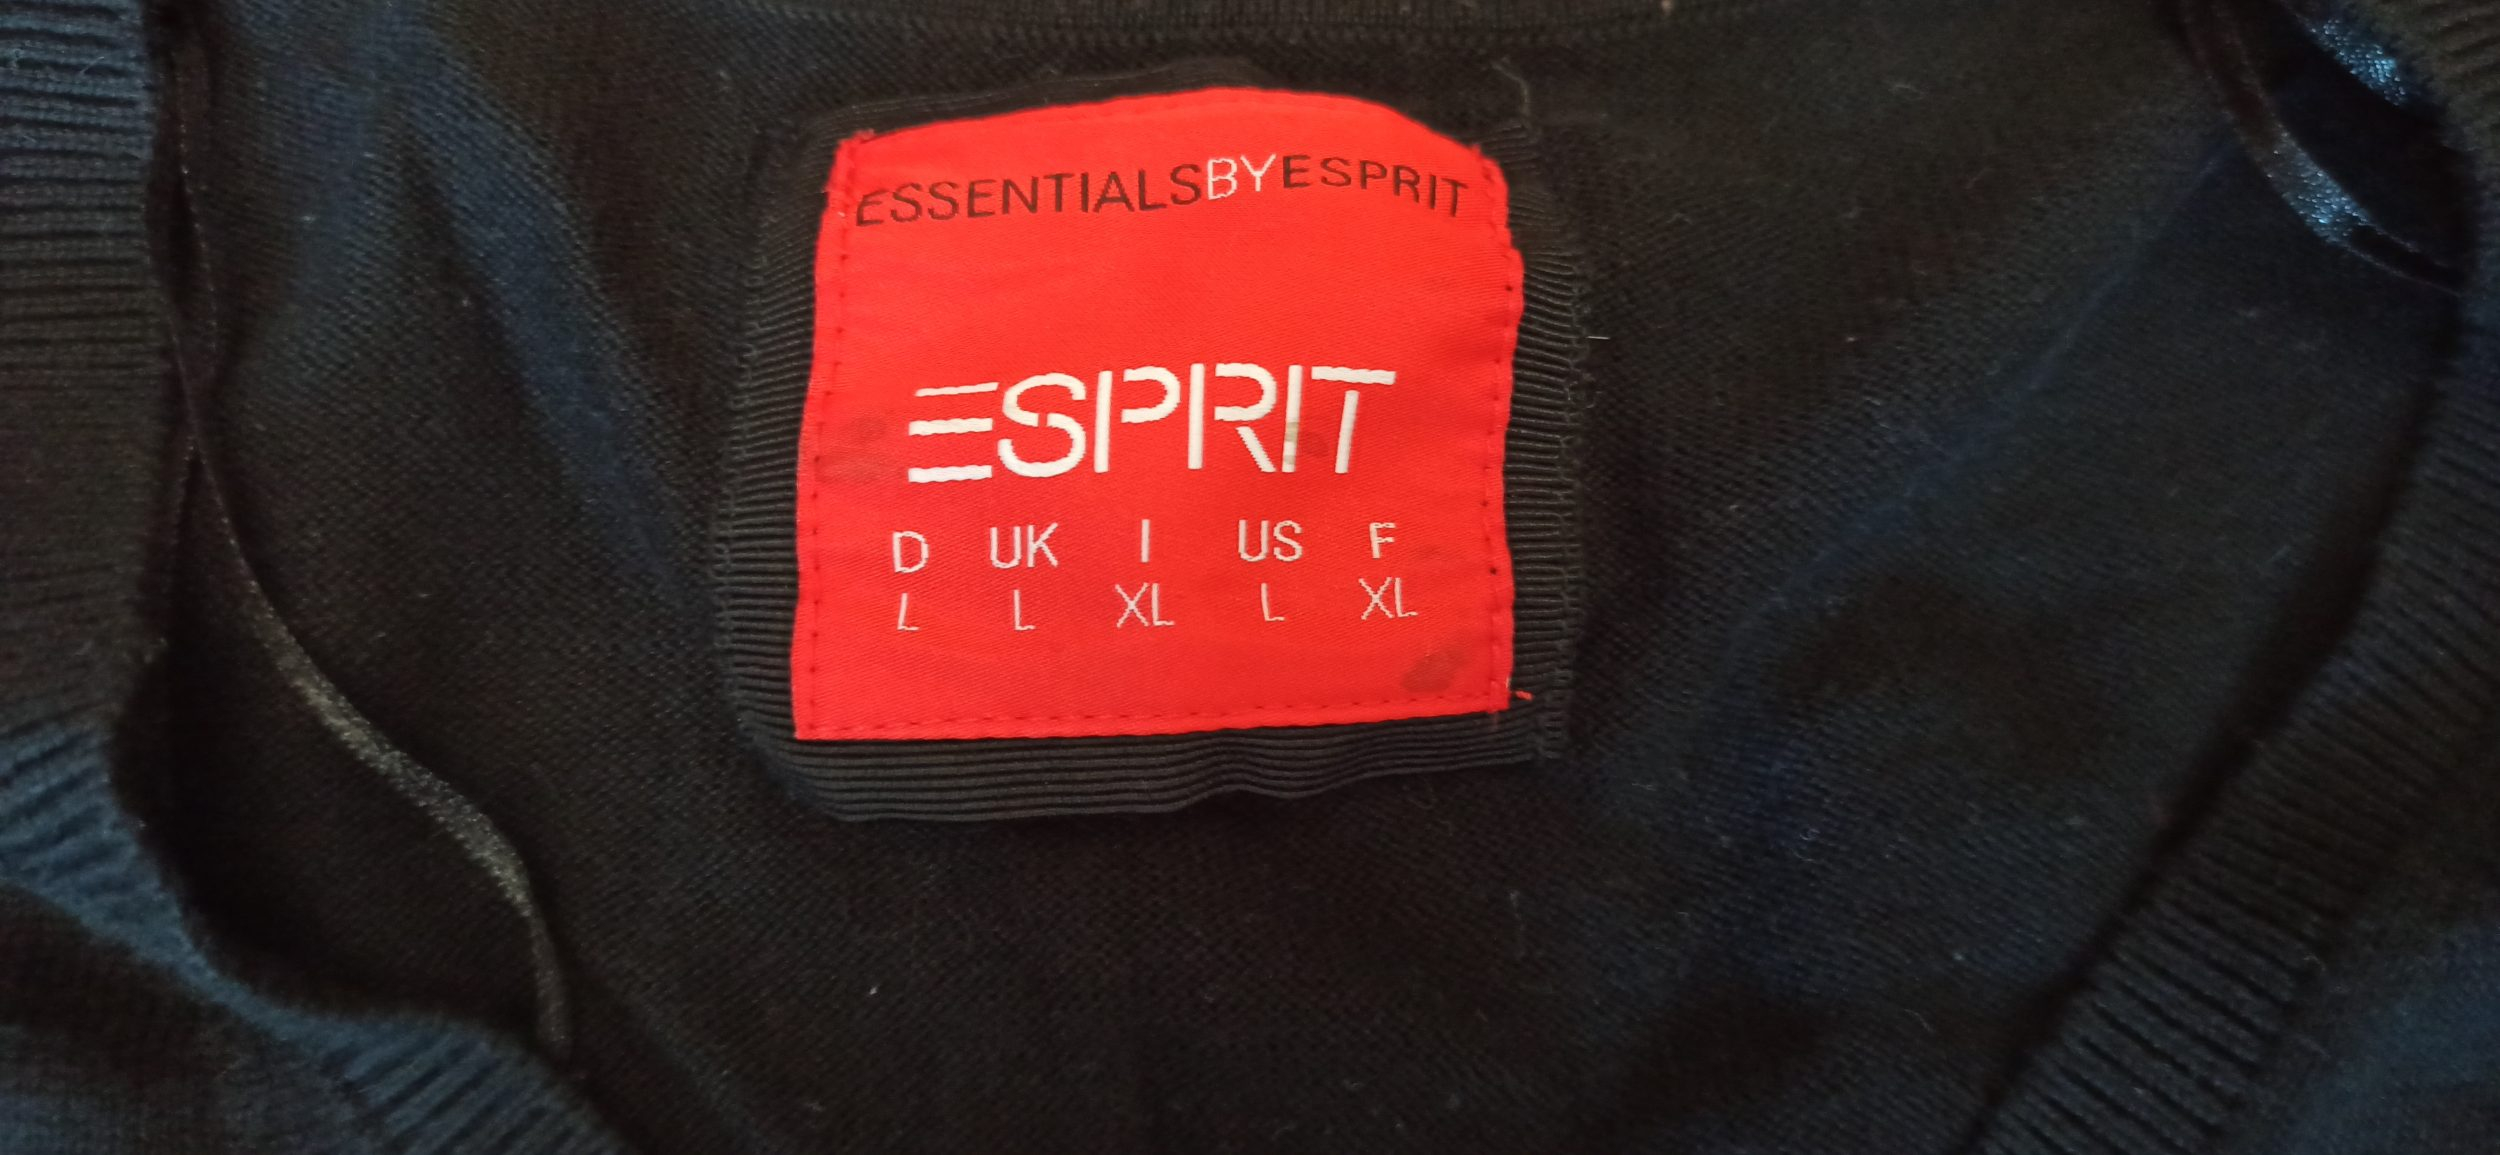 ESSENTIALSBYESPRIT
ESPRIT
D UK I US F
L L XL L XL